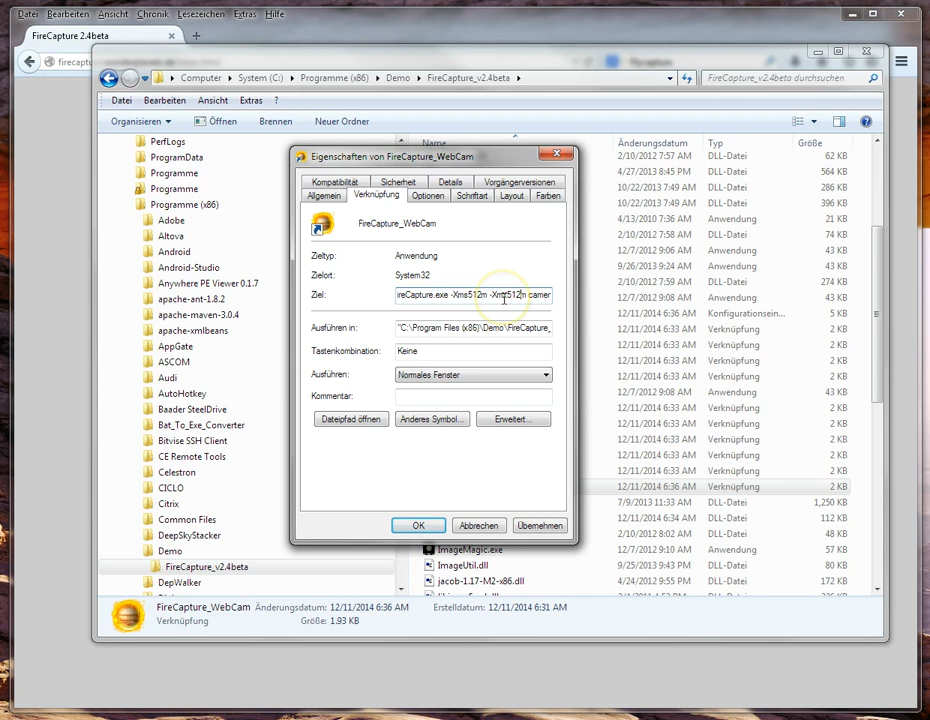 Datei Bearbeiten Ansicht Chronik Lesezeichen Extras Hilfe
FireCapture 2.4beta
Computer System (C:) Programme (x86) Demo FireCapture_v2.4beta FireCapture_v2.4beta durchsuchen
Datei Bearbeiten Ansicht Extras ?
Organisieren Öffnen Brennen Neuer Ordner
PerfLogs
ProgramData
Programme
Programme
Programme (x86)
Adobe
Altova
Android
Android-Studio
Anywhere PE Viewer 0.1.7
apache-ant-1.8.2
apache-maven-3.0.4
apache-xmlbeans
AppGate
ASCOM
Audi
AutoHotkey
Baader SteelDrive
Bat_To_Exe_Converter
Bitvise SSH Client
CE Remote Tools
Celestron
CICLO
Citrix
Common Files
DeepSkyStacker
Demo
FireCapture_v2.4beta
DepWalker
Name Änderungsdatum Typ Größe
2/10/2012 7:57 AM DLL-Datei 62 KB
4/27/2013 8:45 PM DLL-Datei 564 KB
10/22/2013 7:49 AM DLL-Datei 286 KB
10/22/2013 7:49 AM DLL-Datei 396 KB
4/13/2010 7:36 AM Anwendung 21 KB
2/10/2012 7:58 AM DLL-Datei 74 KB
12/7/2012 9:06 AM Anwendung 43 KB
9/26/2013 9:24 AM DLL-Datei
12/7/2012 9:08 AM Anwendung 43 KB
12/11/2014 6:36 AM Konfigurationsein... 5 KB
12/11/2014 6:33 AM Verknüpfung 2 KB
12/11/2014 6:33 AM Verknüpfung 2 KB
12/11/2014 6:33 AM Verknüpfung 2 KB
12/7/2012 9:08 AM Anwendung 43 KB
12/11/2014 6:33 AM Verknüpfung 2 KB
12/11/2014 6:33 AM Verknüpfung 2 KB
12/11/2014 6:33 AM Verknüpfung 2 KB
12/11/2014 6:33 AM Verknüpfung 2 KB
12/11/2014 6:33 AM Verknüpfung 2 KB
12/11/2014 6:36 AM Verknüpfung 2 KB
7/9/2013 11:33 AM DLL-Datei 1,250 KB
12/11/2014 6:34 AM DLL-Datei 112 KB
2/10/2012 8:02 AM DLL-Datei 48 KB
ImageMagic.exe 12/7/2012 9:10 AM Anwendung 57 KB
ImageUtil.dll 9/25/2013 9:43 PM DLL-Datei 80 KB
jacob-1.17-M2-x86.dll 4/24/2012 9:55 PM DLL-Datei 172 KB
Eigenschaften von FireCapture_WebCam
Kompatibilität Sicherheit Details Vorgängerversionen
Allgemein Verknüpfung Optionen Schriftart Layout Farben
FireCapture_WebCam
Zieltyp: Anwendung
Zielort: System32
Ziel: ireCapture.exe -Xms512m -Xmx512m camer
Ausführen in: "C:\Program Files (x86)\Demo\FireCapture_
Tastenkombination: Keine
Ausführen: Normales Fenster
Kommentar:
Dateipfad öffnen Anderes Symbol... Erweitert...
OK Abbrechen Übernehmen
FireCapture_WebCam Änderungsdatum: 12/11/2014 6:36 AM Erstelldatum: 12/11/2014 6:31 AM
Verknüpfung Größe: 1.93 KB